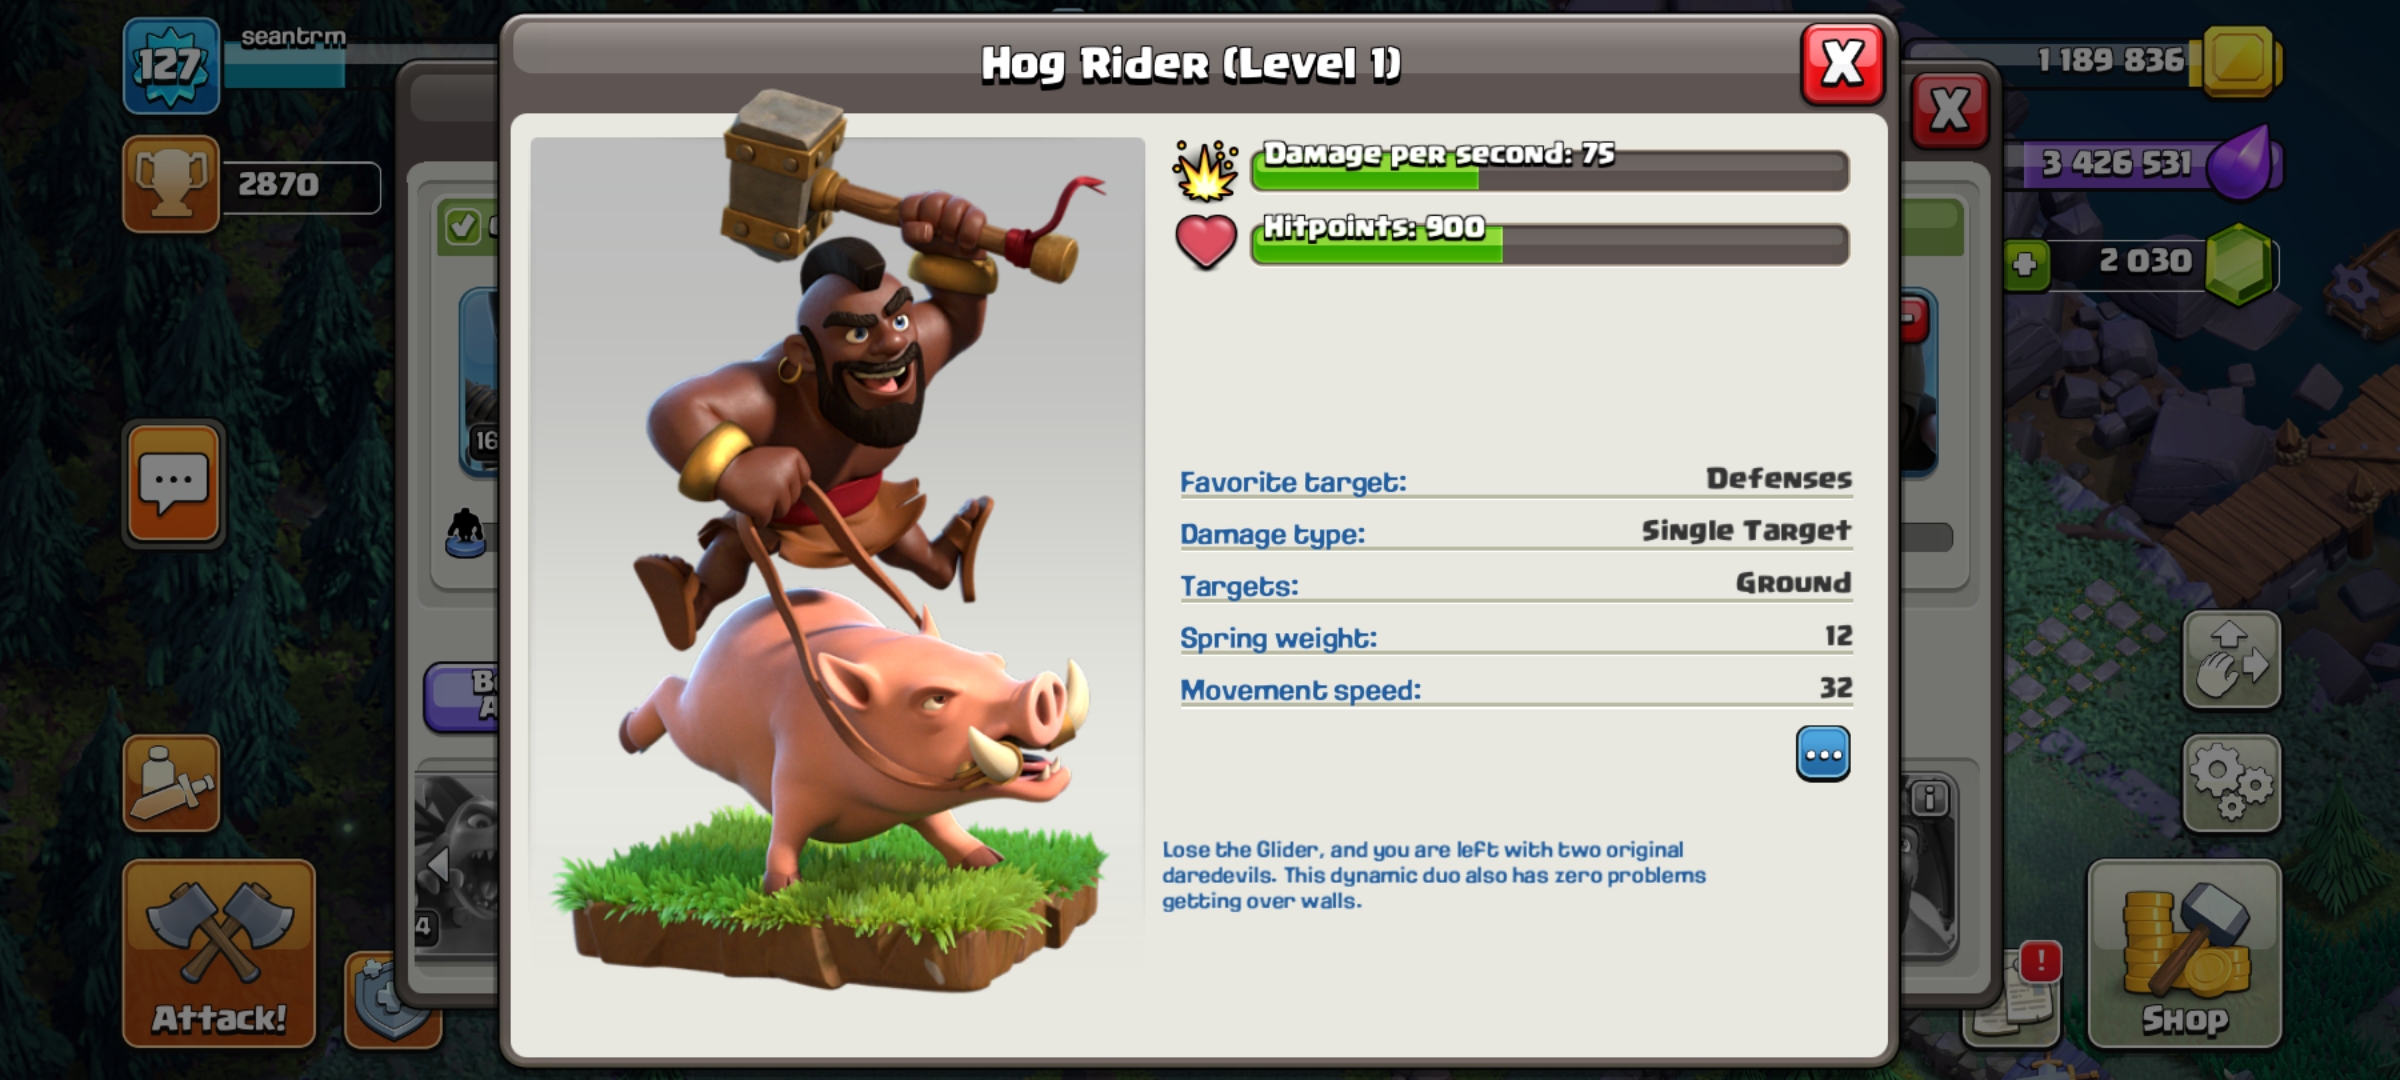 127
seantrm
2870
Hog Rider (Level 1)
X
1 189 836
X
3 426 531
2 030
Damage per second: 75
Hitpoints: 900
16
Favorite target: Defenses
Damage type: Single Target
Targets: Ground
Spring weight: 12
Movement speed: 32
Lose the Glider, and you are left with two original
daredevils. This dynamic duo also has zero problems
getting over walls.
4
i
!
Attack!
Shop